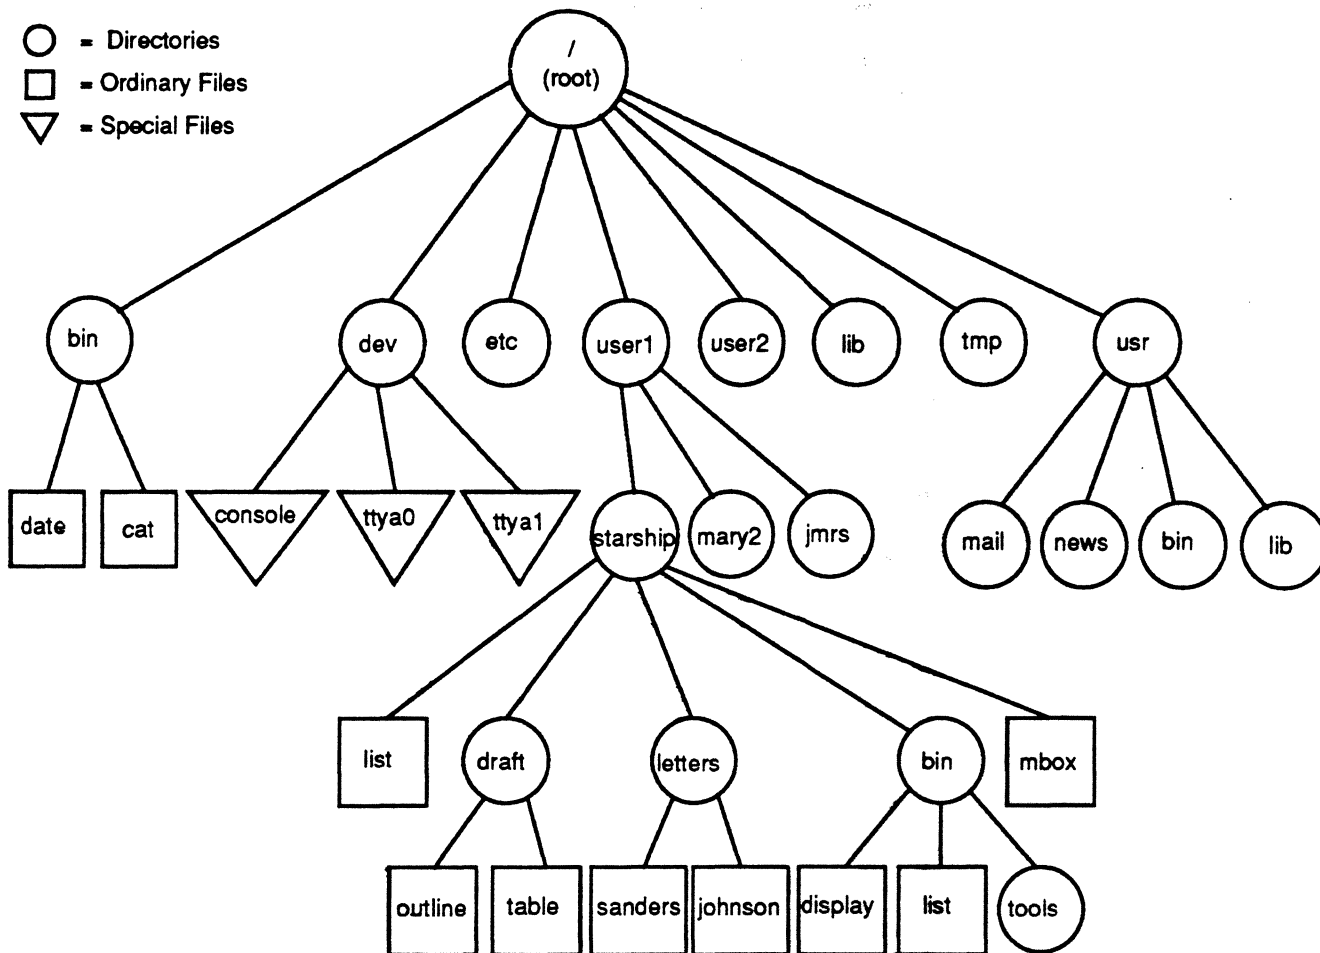 = Directories
= Ordinary Files
= Special Files
/
(root)
bin
dev
etc
user1
user2
lib
tmp
usr
date
cat
console
ttya0
ttya1
starship
mary2
jmrs
mail
news
bin
lib
list
draft
letters
bin
mbox
outline
table
sanders
johnson
display
list
tools